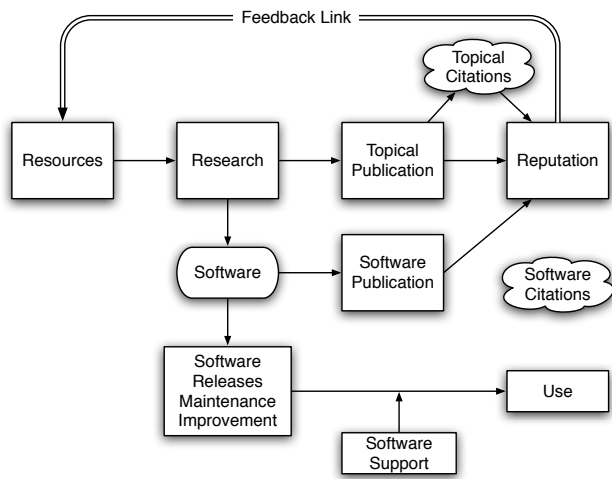 Feedback Link
Topical
Citations
Resources
Research
Topical
Publication
Reputation
Software
Software
Publication
Software
Citations
Software
Releases
Maintenance
Improvement
Use
Software
Support